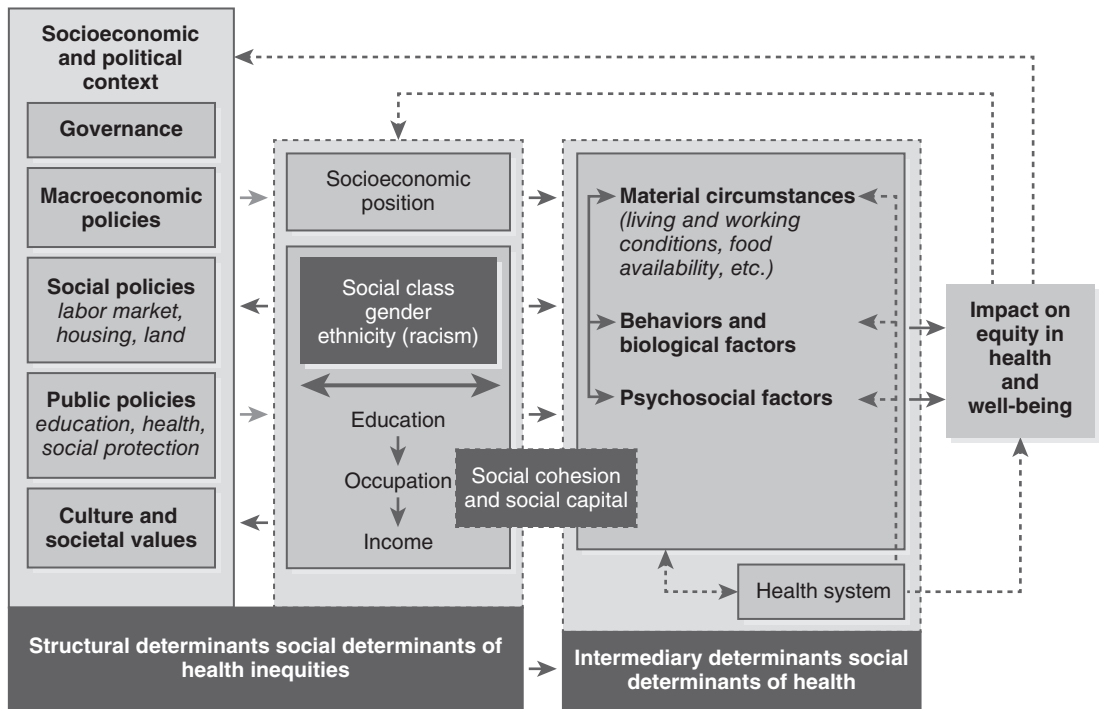 Socioeconomic
and political
context
Governance
Macroeconomic
policies
Social policies
labor market,
housing, land
Public policies
education, health,
social protection
Culture and
societal values
Socioeconomic
position
Social class
gender
ethnicity (racism)
Education
Occupation
Income
Social cohesion
and social capital
Material circumstances
(living and working
conditions, food
availability, etc.)
Behaviors and
biological factors
Psychosocial factors
Health system
Impact on
equity in
health
and
well-being
Structural determinants social determinants of
health inequities
Intermediary determinants social
determinants of health